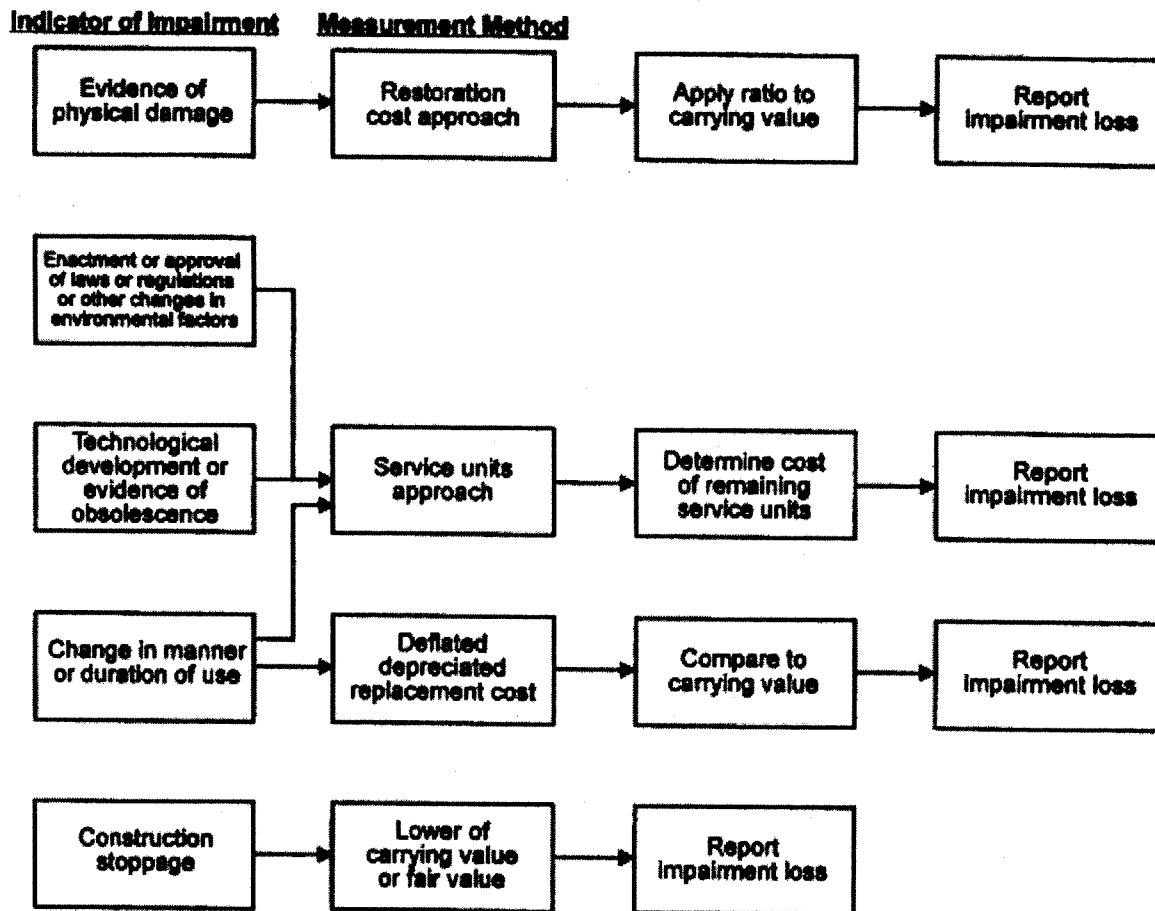 Indicator of Impairment
Measurement Method
Evidence of
physical damage
Restoration
cost approach
Apply ratio to
carrying value
Report
impairment loss
Enactment or approval
of laws or regulations
or other changes in
environmental factors
Technological
development or
evidence of
obsolescence
Service units
approach
Determine cost
of remaining
service units
Report
impairment loss
Change in manner
or duration of use
Deflated
depreciated
replacement cost
Compare to
carrying value
Report
impairment loss
Construction
stoppage
Lower of
carrying value
or fair value
Report
impairment loss